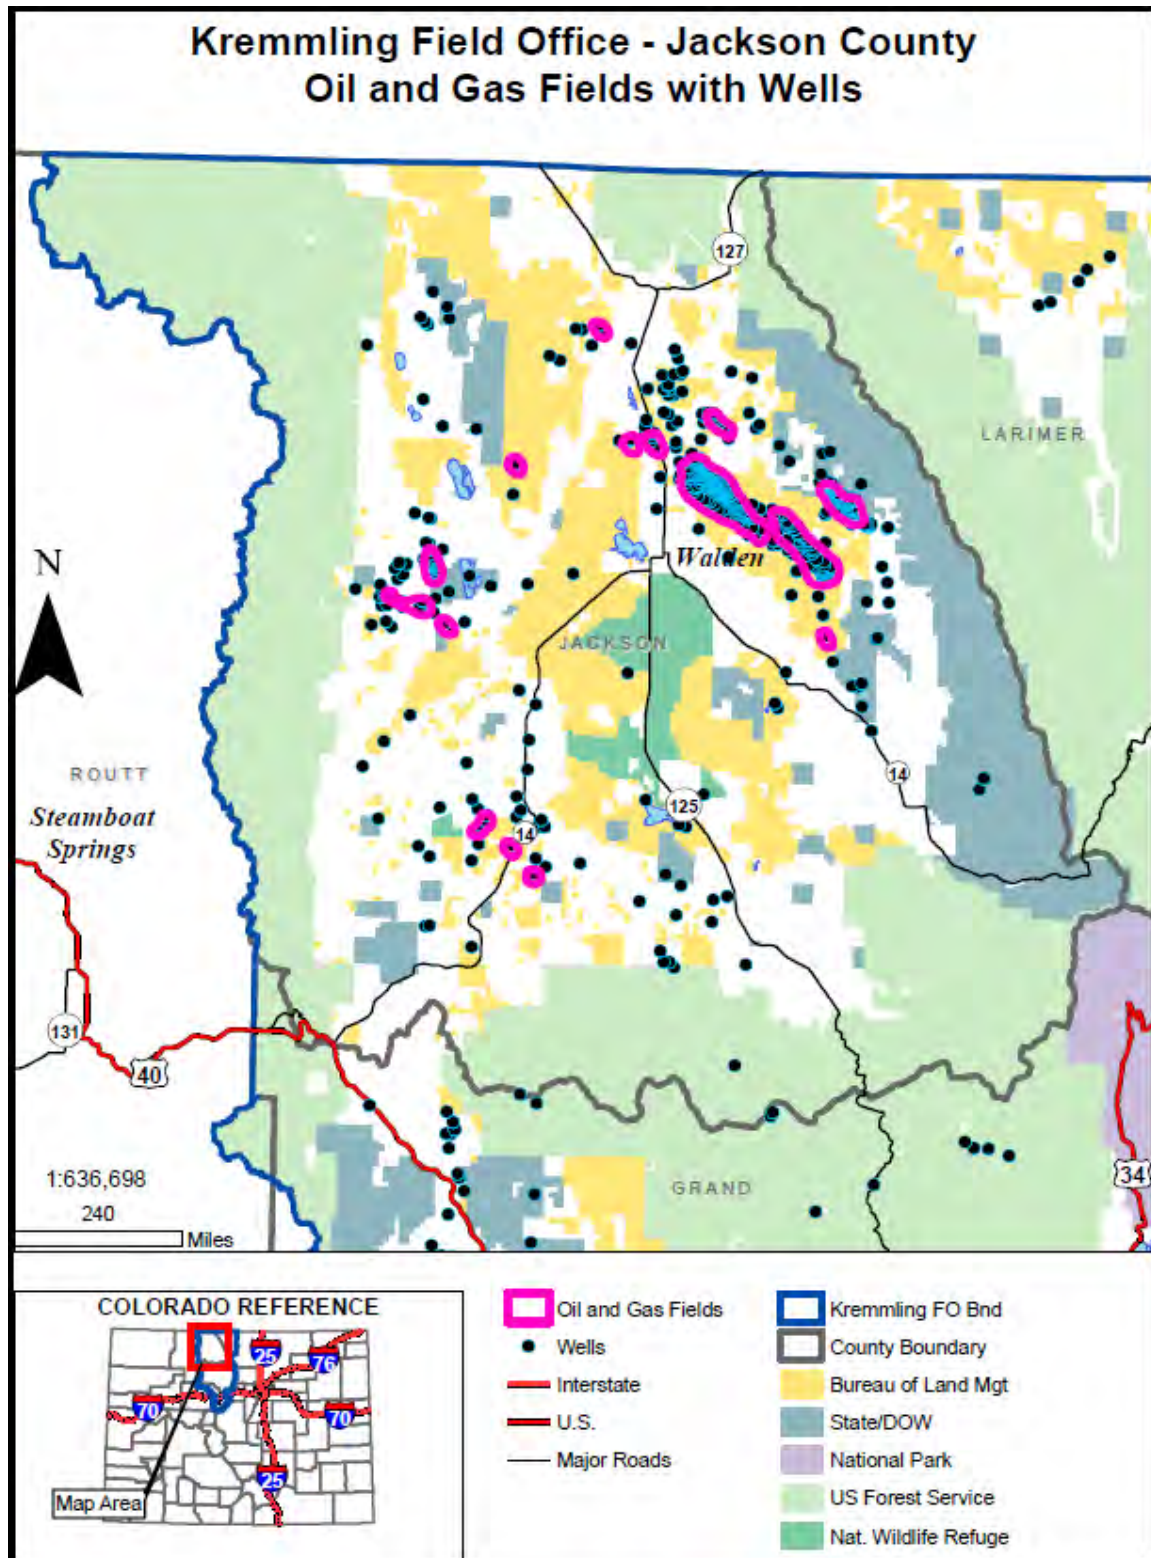 Kremmling Field Office - Jackson County
Oil and Gas Fields with Wells
127
LARIMER
N
Walden
JACKSON
ROUTT
14
Steamboat
Springs
125
14
131
40
1:636,698
GRAND
34
240
Miles
COLORADO REFERENCE
25
76
70
70
25
Map Area
Oil and Gas Fields
Wells
Interstate
U.S.
Major Roads
Kremmling FO Bnd
County Boundary
Bureau of Land Mgt
State/DOW
National Park
US Forest Service
Nat. Wildlife Refuge